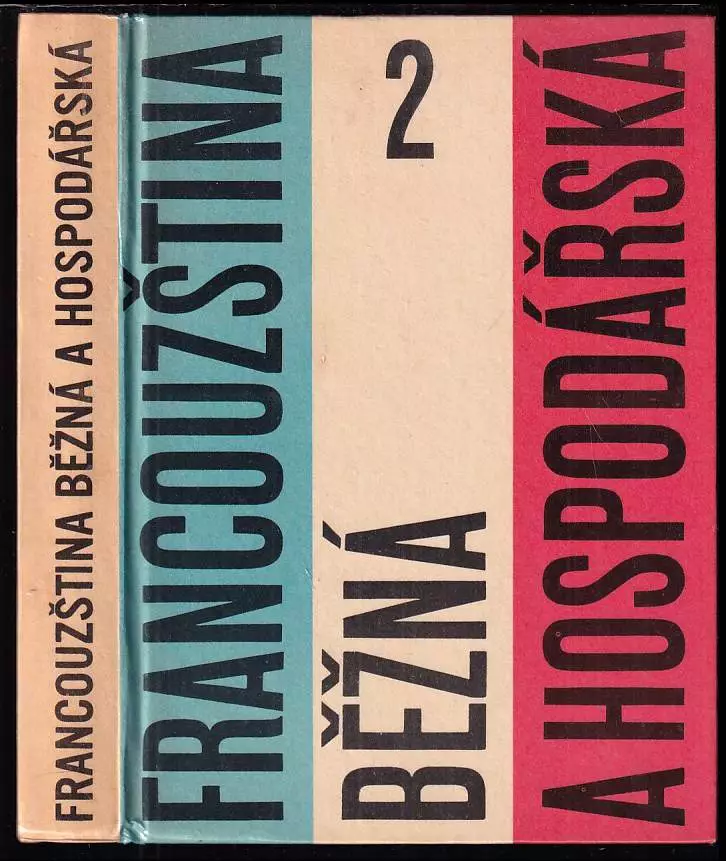 FRANCOUZŠTINA BĚŽNÁ A HOSPODÁŘSKÁ
FRANCOUZŠTINA
BĚŽNÁ
2
A HOSPODÁŘSKÁ